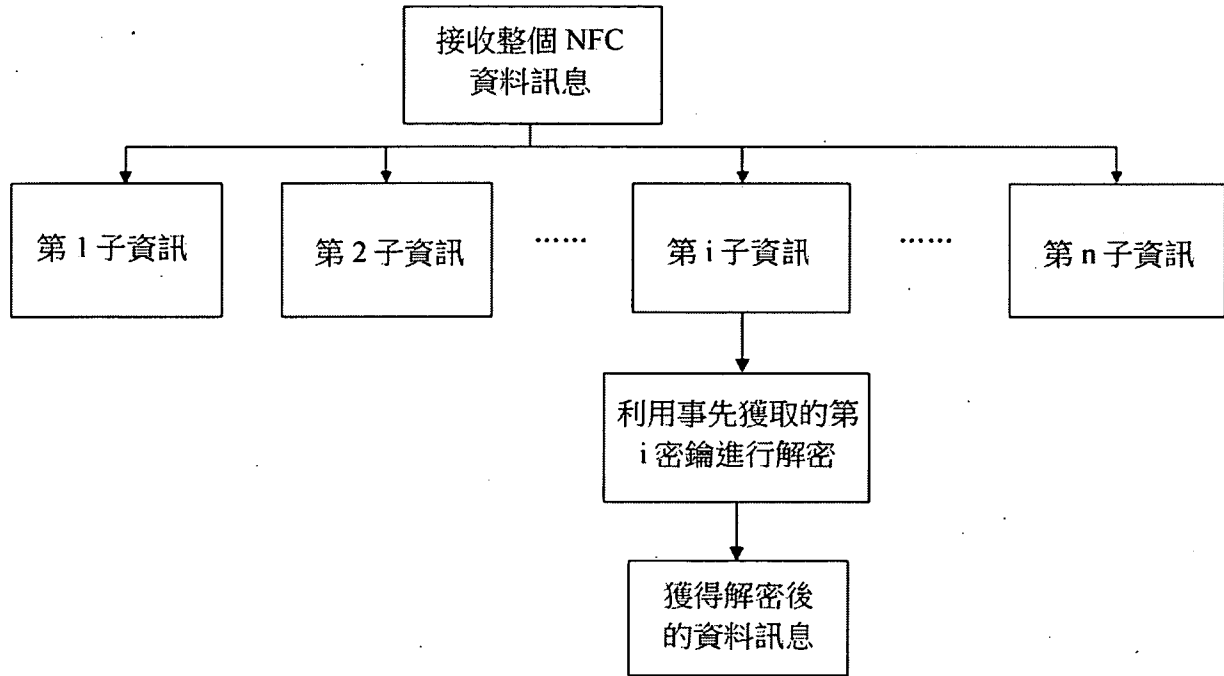 接收整個 NFC
資料訊息
第 1 子資訊
第 2 子資訊
......
第 i 子資訊
......
第 n 子資訊
利用事先獲取的第
i 密鑰進行解密
獲得解密後
的資料訊息